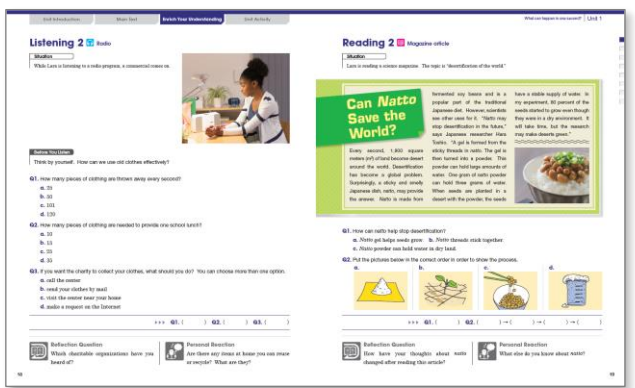 Unit Introduction
Main Text
Enrich Your Understanding
Unit Activity
Listening 2
Radio
Situation
While Lara is listening to a radio program, a commercial comes on.
Before You Listen
Think by yourself. How can we use old clothes effectively?
Q1. How many pieces of clothing are thrown away every second?
Q2. How many pieces of clothing are needed to provide one school lunch?
a. 10
Q3. If you want the charity to collect your clothes, what should you do? You can choose more than one option.
a. call the center
b. send your clothes by mail
c. visit the center near your home
d. make a request on the Internet
>>> Q1. ( ) Q2. ( ) Q3. ( )
Reflection Question
Which charitable organizations have you
heard of?
Personal Reaction
Are there any items at home you can reuse
or recycle? What are they?
Unit 1
Reading 2
Magazine article
Situation
Lara is reading a science magazine. The topic is "desertification of the world."
Can Natto
Save the
World?
Every second, 1,900 square
meters (m²) of land become desert
around the world. Desertification
has become a global problem.
Surprisingly, a sticky and smelly
Japanese dish, natto, may provide
the answer. Natto is made from
fermented soy beans and is a
popular part of the traditional
Japanese diet. However, scientists
see other uses for it. "Natto may
stop desertification in the future,"
says Japanese researcher Hara
Toshio. "A gel is formed from the
sticky threads in natto. The gel is
then turned into a powder. This
powder can hold large amounts of
water. One gram of natto powder
can hold three grams of water.
When seeds are planted in a
desert with the powder, the seeds
have a stable supply of water. In
my experiment, 80 percent of the
seeds started to grow even though
they were in a dry environment. It
will take time, but the research
may make deserts green."
Q1. How can natto help stop desertification?
a. Natto gel helps seeds grow b. Natto threads stick together.
c. Natto powder can hold water in dry land.
Q2. Put the pictures below in the correct order in order to show the process.
a. b. c. d.
>>> Q1. ( ) Q2. ( )→( )→( )→( )
Reflection Question
How have your thoughts about natto
changed after reading this article?
Personal Reaction
What else do you know about natto?